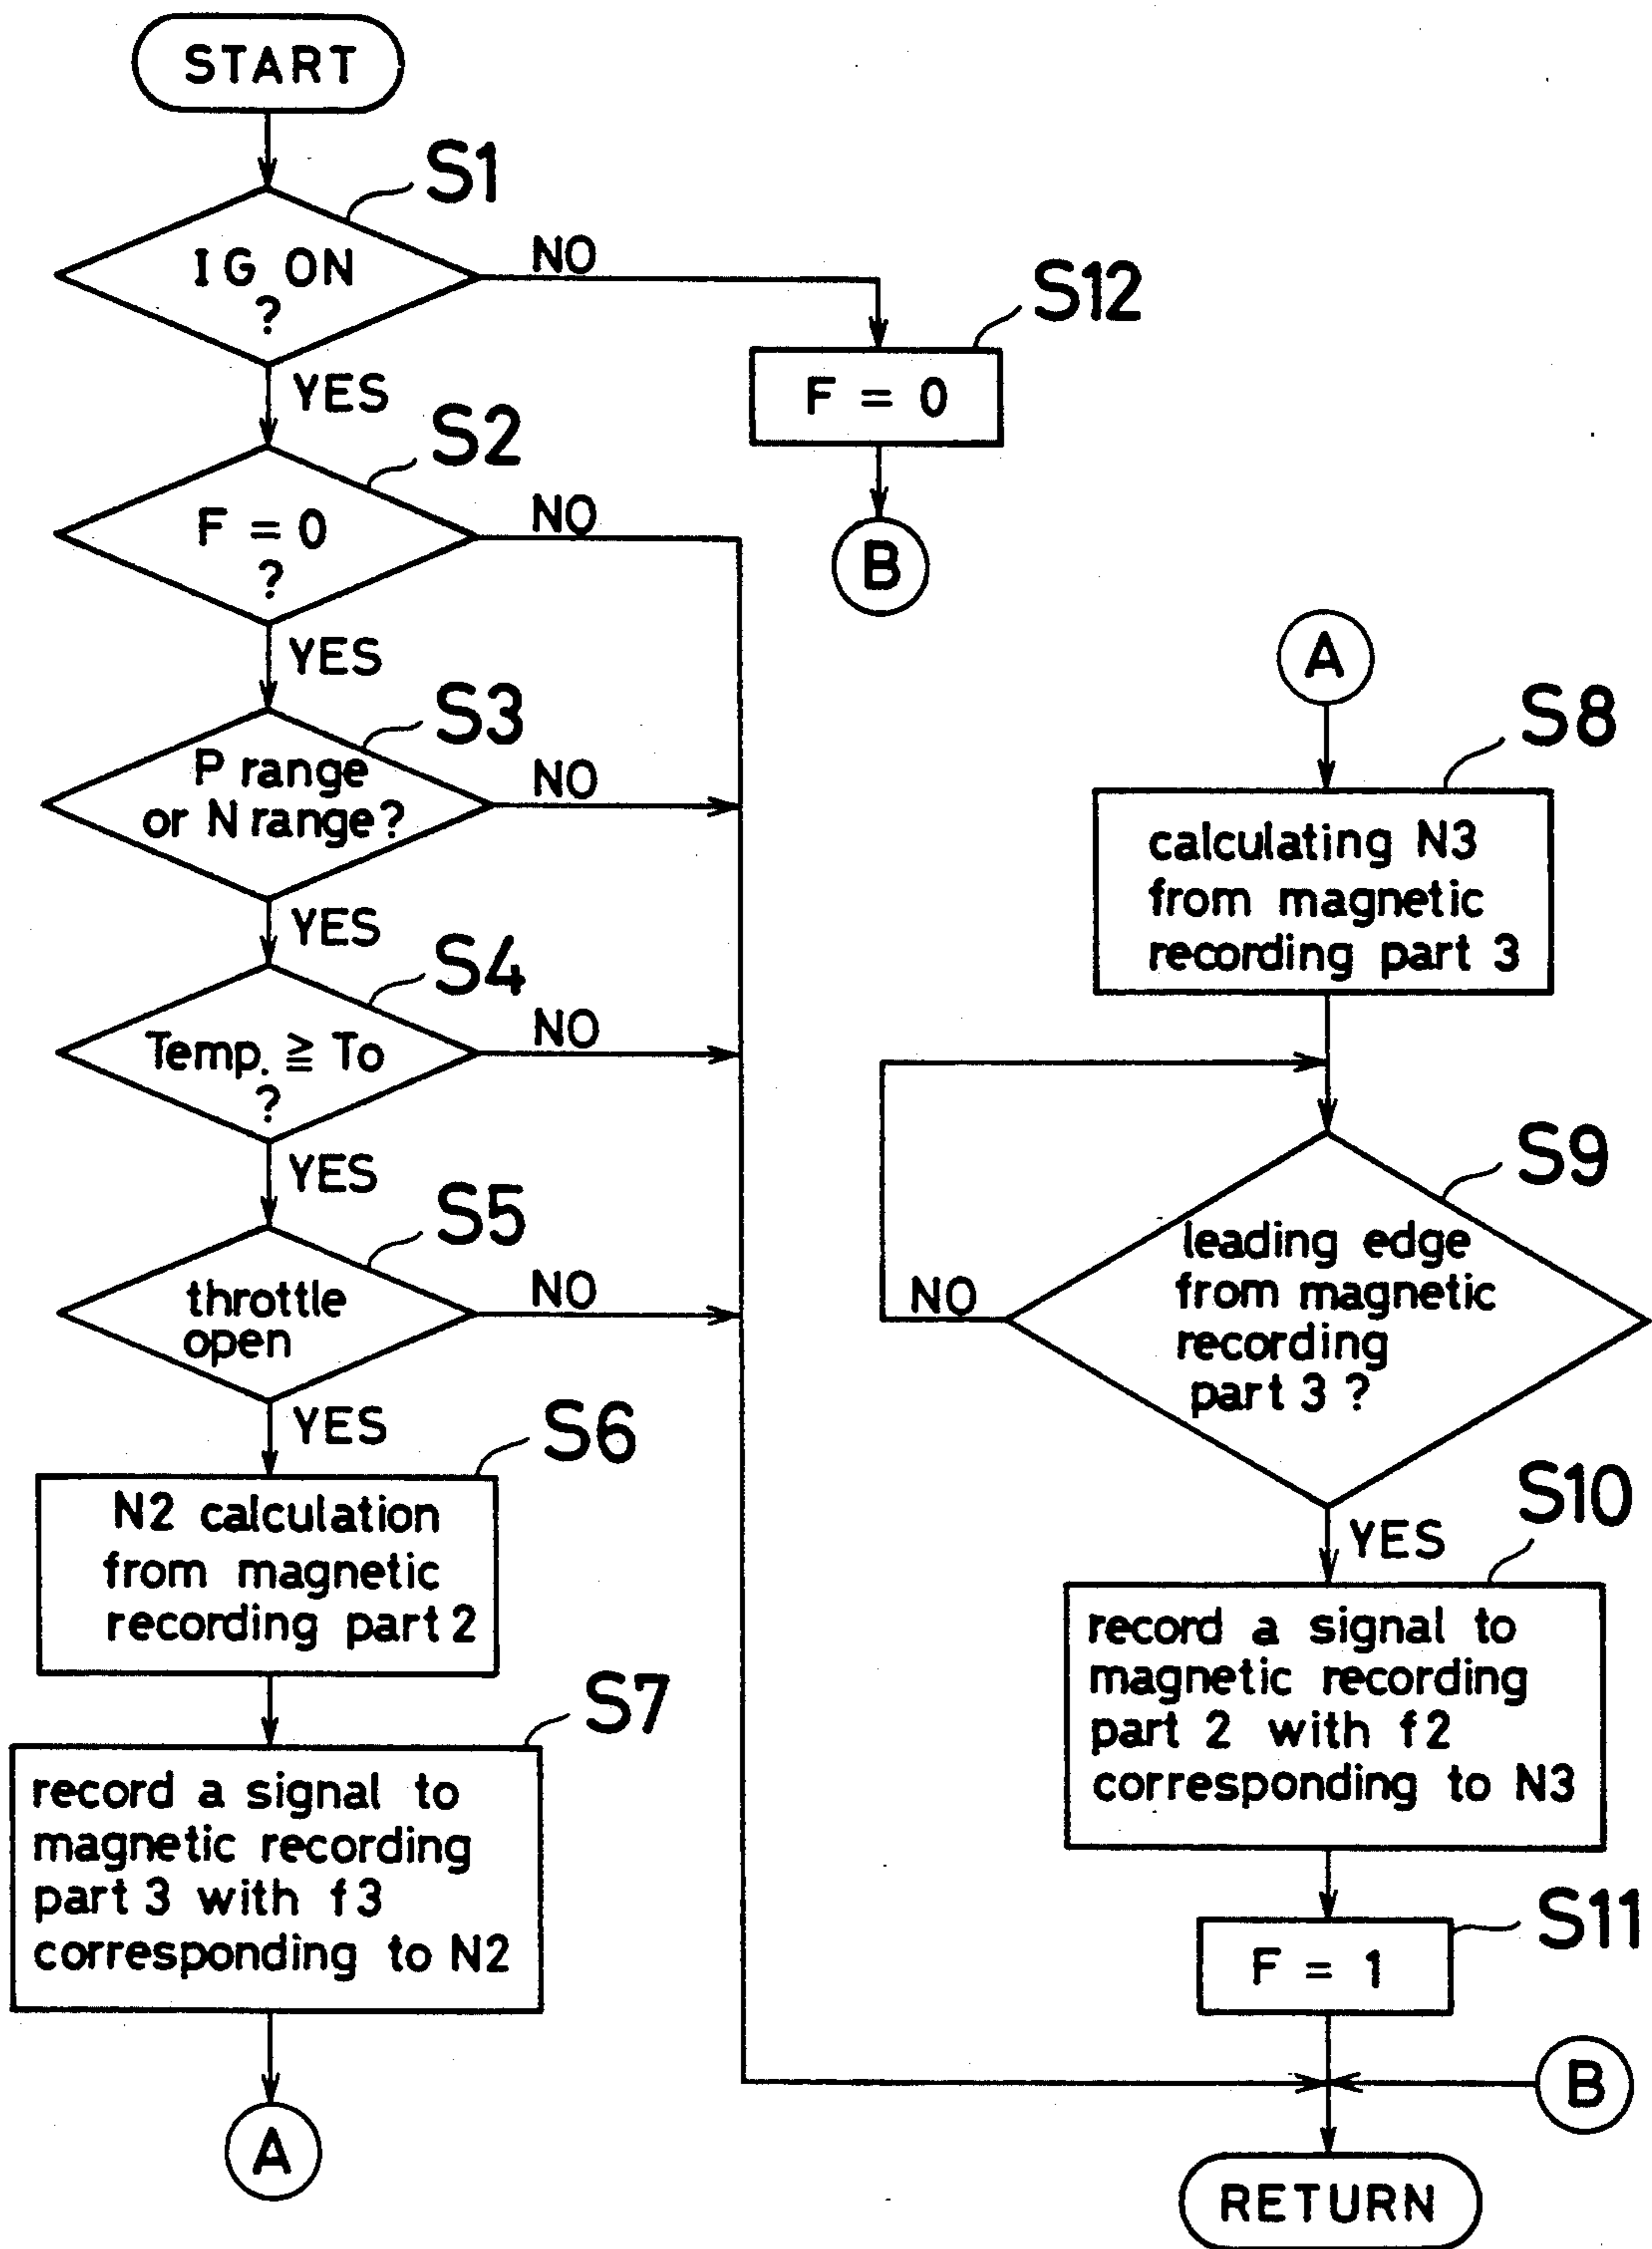 START
S1
IG ON
?
NO
YES
S12
F = 0
B
S2
F = 0
?
NO
YES
S3
P range
or N range?
NO
YES
S4
Temp. ≧ To
?
NO
YES
S5
throttle
open
NO
YES
S6
N2 calculation
from magnetic
recording part 2
S7
record a signal to
magnetic recording
part 3 with f3
corresponding to N2
A
A
S8
calculating N3
from magnetic
recording part 3
S9
leading edge
from magnetic
recording
part 3 ?
NO
YES
S10
record a signal to
magnetic recording
part 2 with f2
corresponding to N3
S11
F = 1
B
RETURN